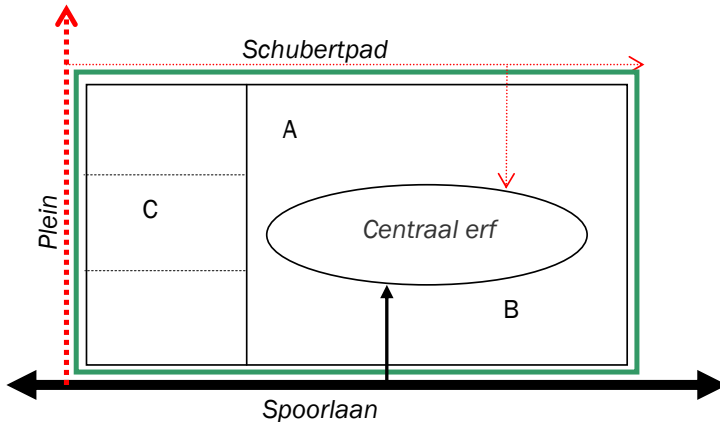 Schubertpad
A
C
Plein
Centraal erf
B
Spoorlaan